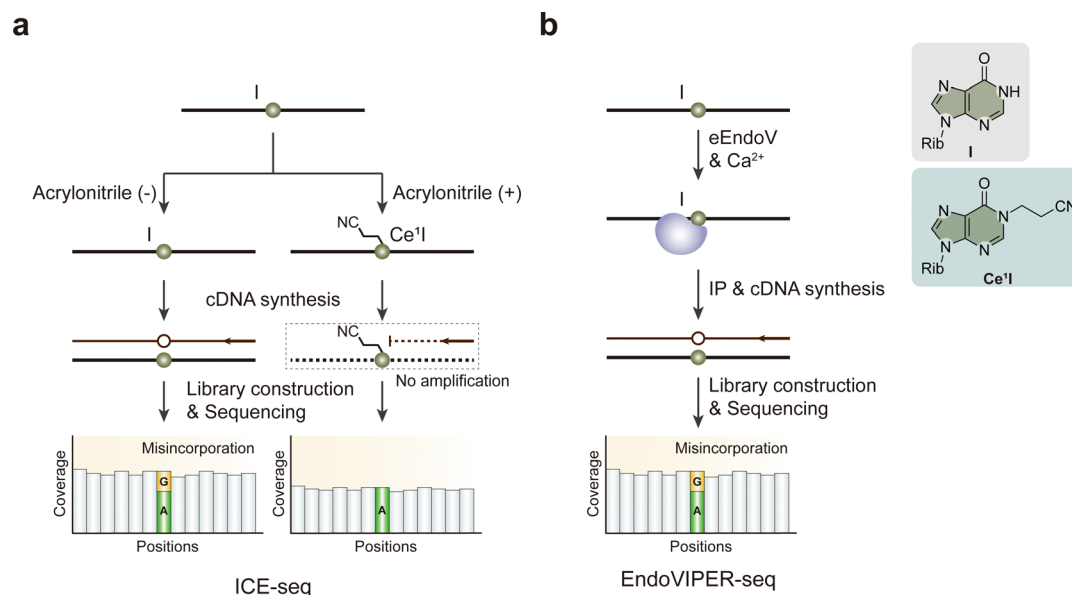 a
I
Acrylonitrile (-)
Acrylonitrile (+)
I
NC
Ce¹I
cDNA synthesis
NC
No amplification
Library construction
& Sequencing
Misincorporation
Coverage
G
A
Positions
Coverage
A
Positions
ICE-seq
b
I
eEndoV
& Ca²⁺
I
IP & cDNA synthesis
Library construction
& Sequencing
Misincorporation
Coverage
G
A
Positions
EndoVIPER-seq
O
N
NH
N
N
Rib
I
O
N
N
CN
N
N
Rib
Ce¹I